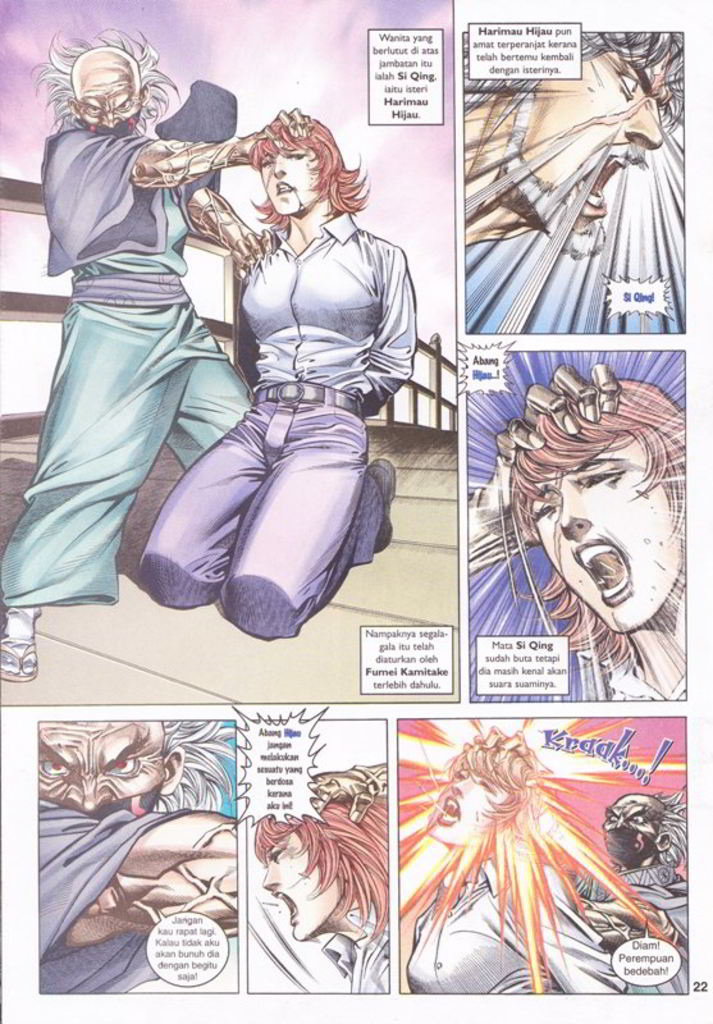 Wanita yang
berlutut di atas
jambatan itu
ialah Si Qing,
iaitu isteri
Harimau
Hijau.
Harimau Hijau pun
amat terperanjat kerana
telah bertemu kembali
dengan isterinya.
Si Qing!
Abang
Hijau..!
Mata Si Qing
sudah buta tetapi
dia masih kenal akan
suara suaminya.
Nampaknya segala-
gala itu telah
diaturkan oleh
Fumei Kamitake
terlebih dahulu.
Jangan
kau rapat lagi.
Kalau tidak aku
akan bunuh dia
dengan begitu
saja!
Abang Hijau
jangan
melakukan
sesuatu yang
berdosa
kerana
aku ini!
Kraak....!
Diam!
Perempuan
bedebah!
22